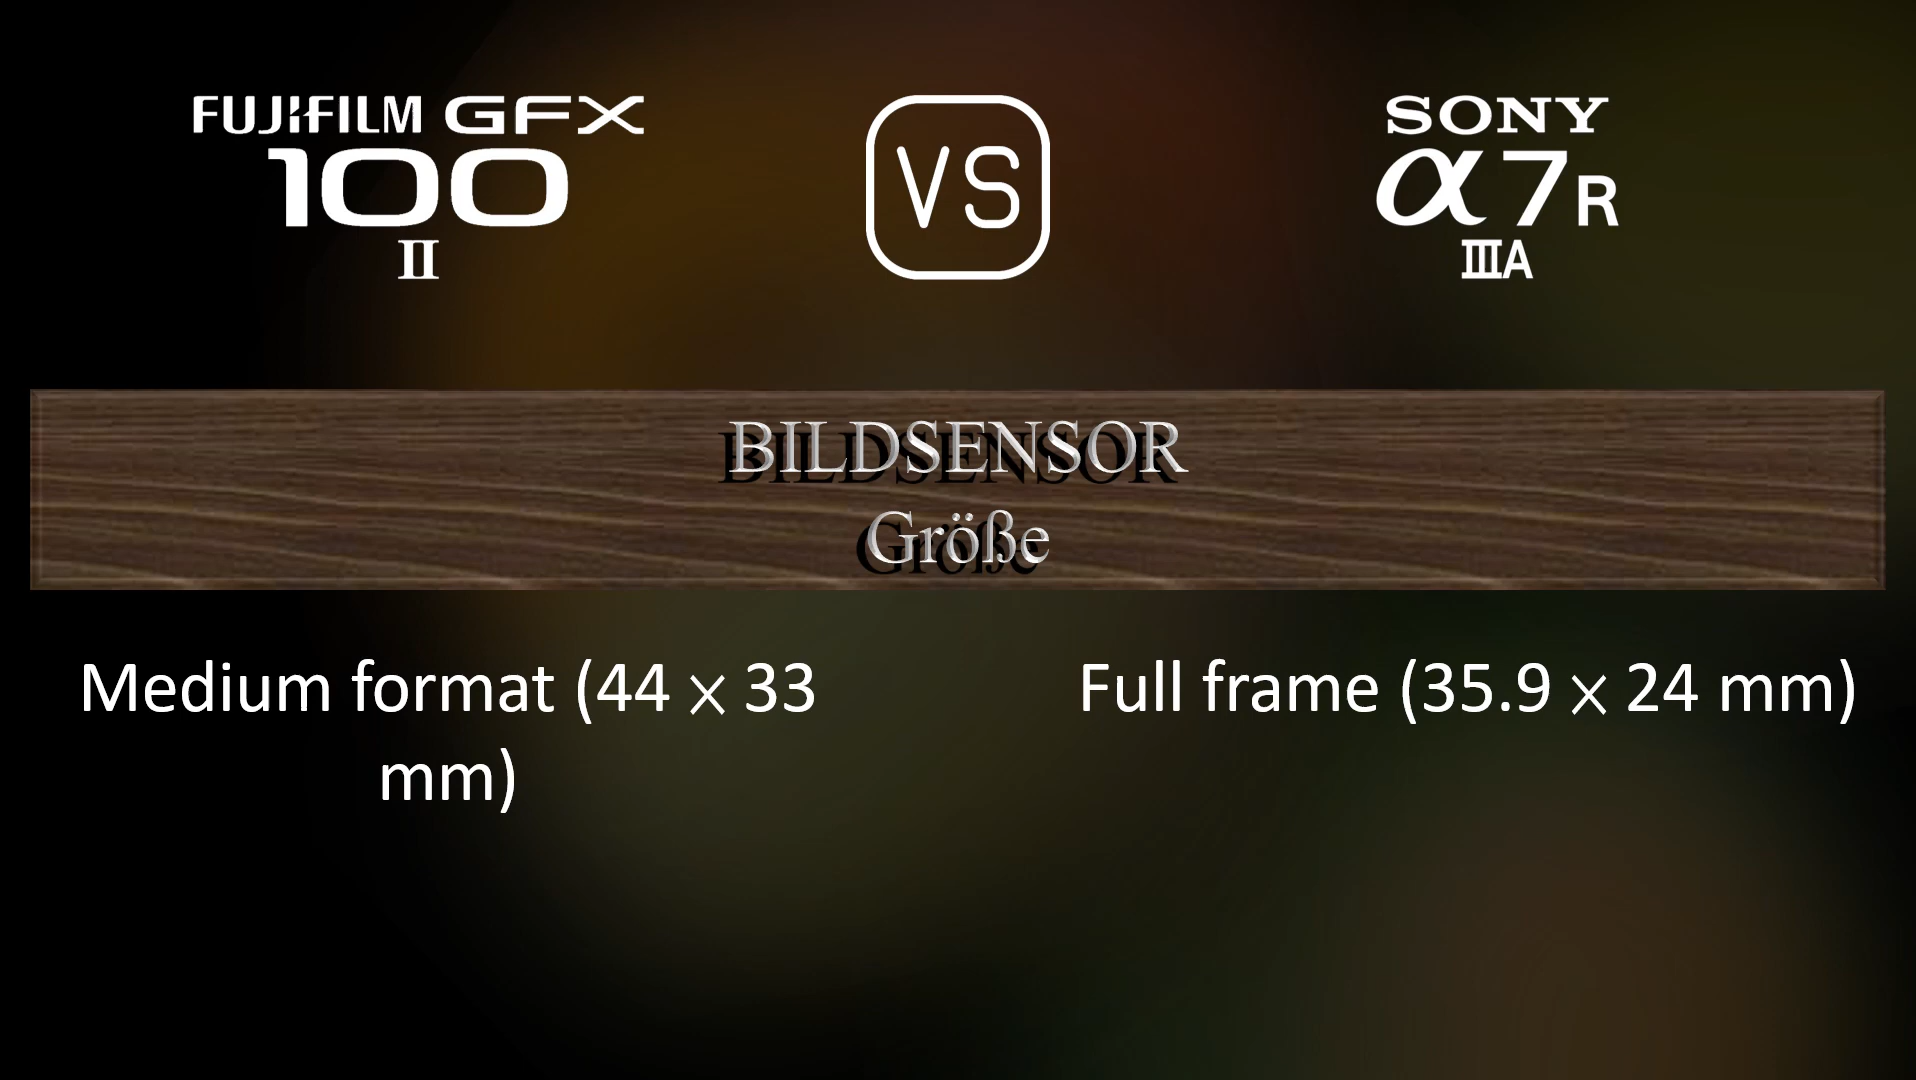 FUJIFILM GFX
100
II
VS
SONY
α7R
IIIA
BILDSENSOR
Größe
Medium format (44 x 33
mm)
Full frame (35.9 x 24 mm)